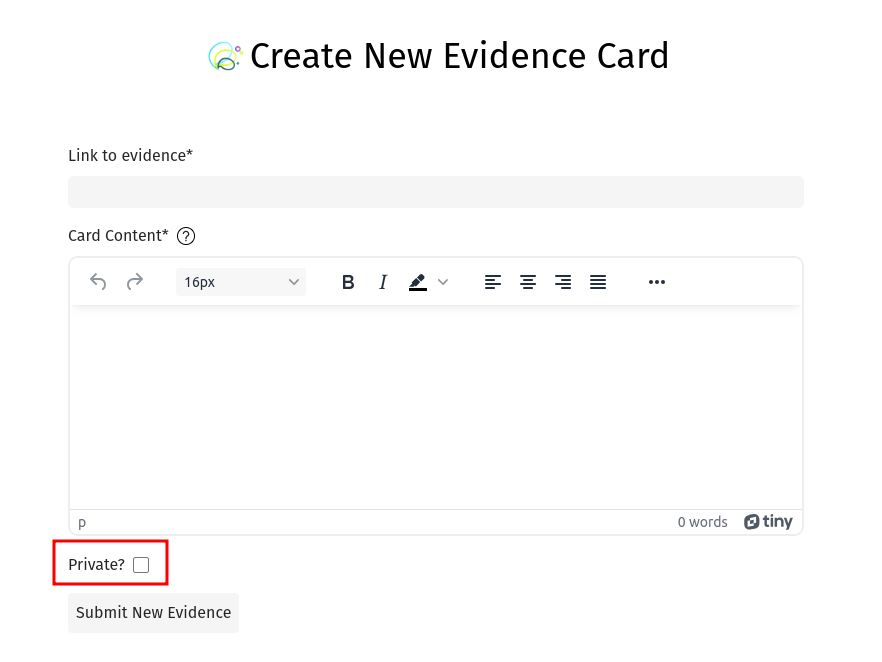 Create New Evidence Card
Link to evidence*
Card Content* ?
16px B I
p 0 words tiny
Private?
Submit New Evidence